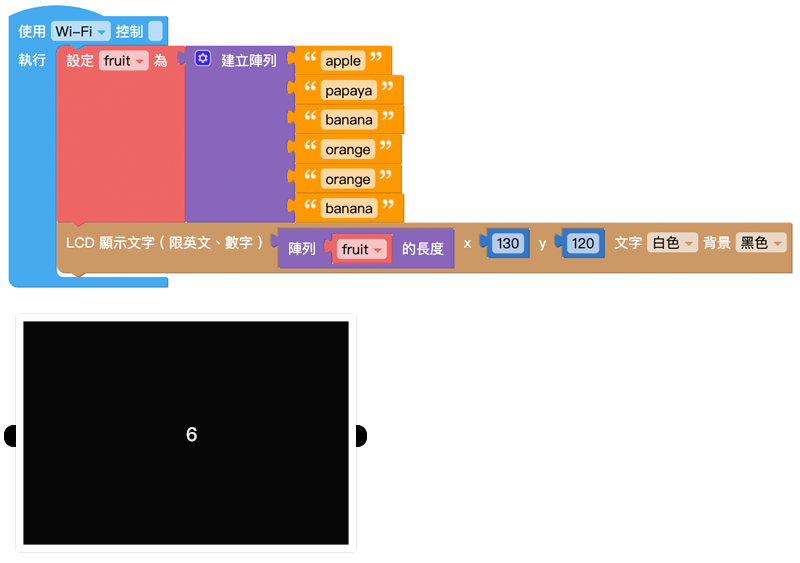 使用 Wi-Fi 控制
執行 設定 fruit 為 建立陣列 “ apple ”
“ papaya ”
“ banana ”
“ orange ”
“ orange ”
“ banana ”
LCD 顯示文字（限英文、數字） 陣列 fruit 的長度 x 130 y 120 文字 白色 背景 黑色
6